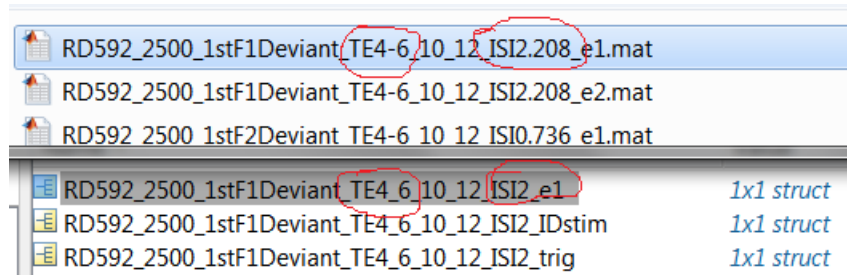 RD592_2500_1stF1Deviant_TE4-6_10_12_ISI2.208_e1.mat
RD592_2500_1stF1Deviant_TE4-6_10_12_ISI2.208_e2.mat
RD592_2500_1stF2Deviant_TE4-6_10_12_ISI0.736_e1.mat
RD592_2500_1stF1Deviant_TE4_6_10_12_ISI2_e1 1x1 struct
RD592_2500_1stF1Deviant_TE4_6_10_12_ISI2_IDstim 1x1 struct
RD592_2500_1stF1Deviant_TE4_6_10_12_ISI2_trig 1x1 struct